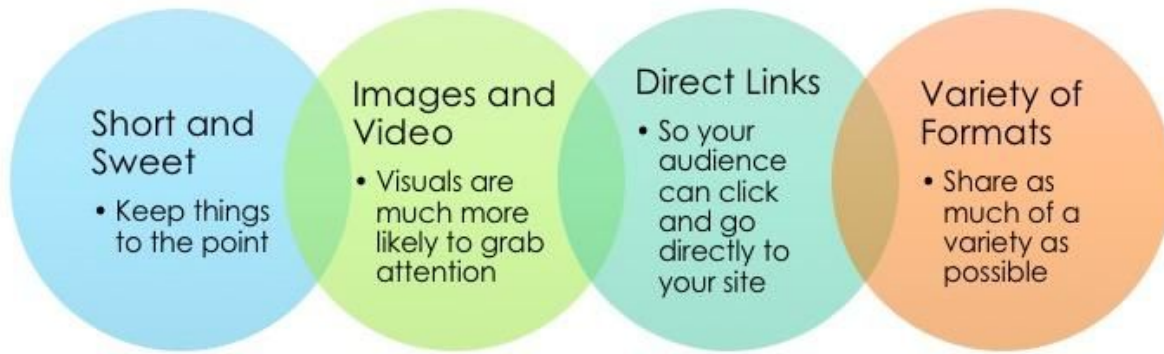 Short and
Sweet
• Keep things
to the point
Images and
Video
• Visuals are
much more
likely to grab
attention
Direct Links
• So your
audience
can click
and go
directly to
your site
Variety of
Formats
• Share as
much of a
variety as
possible